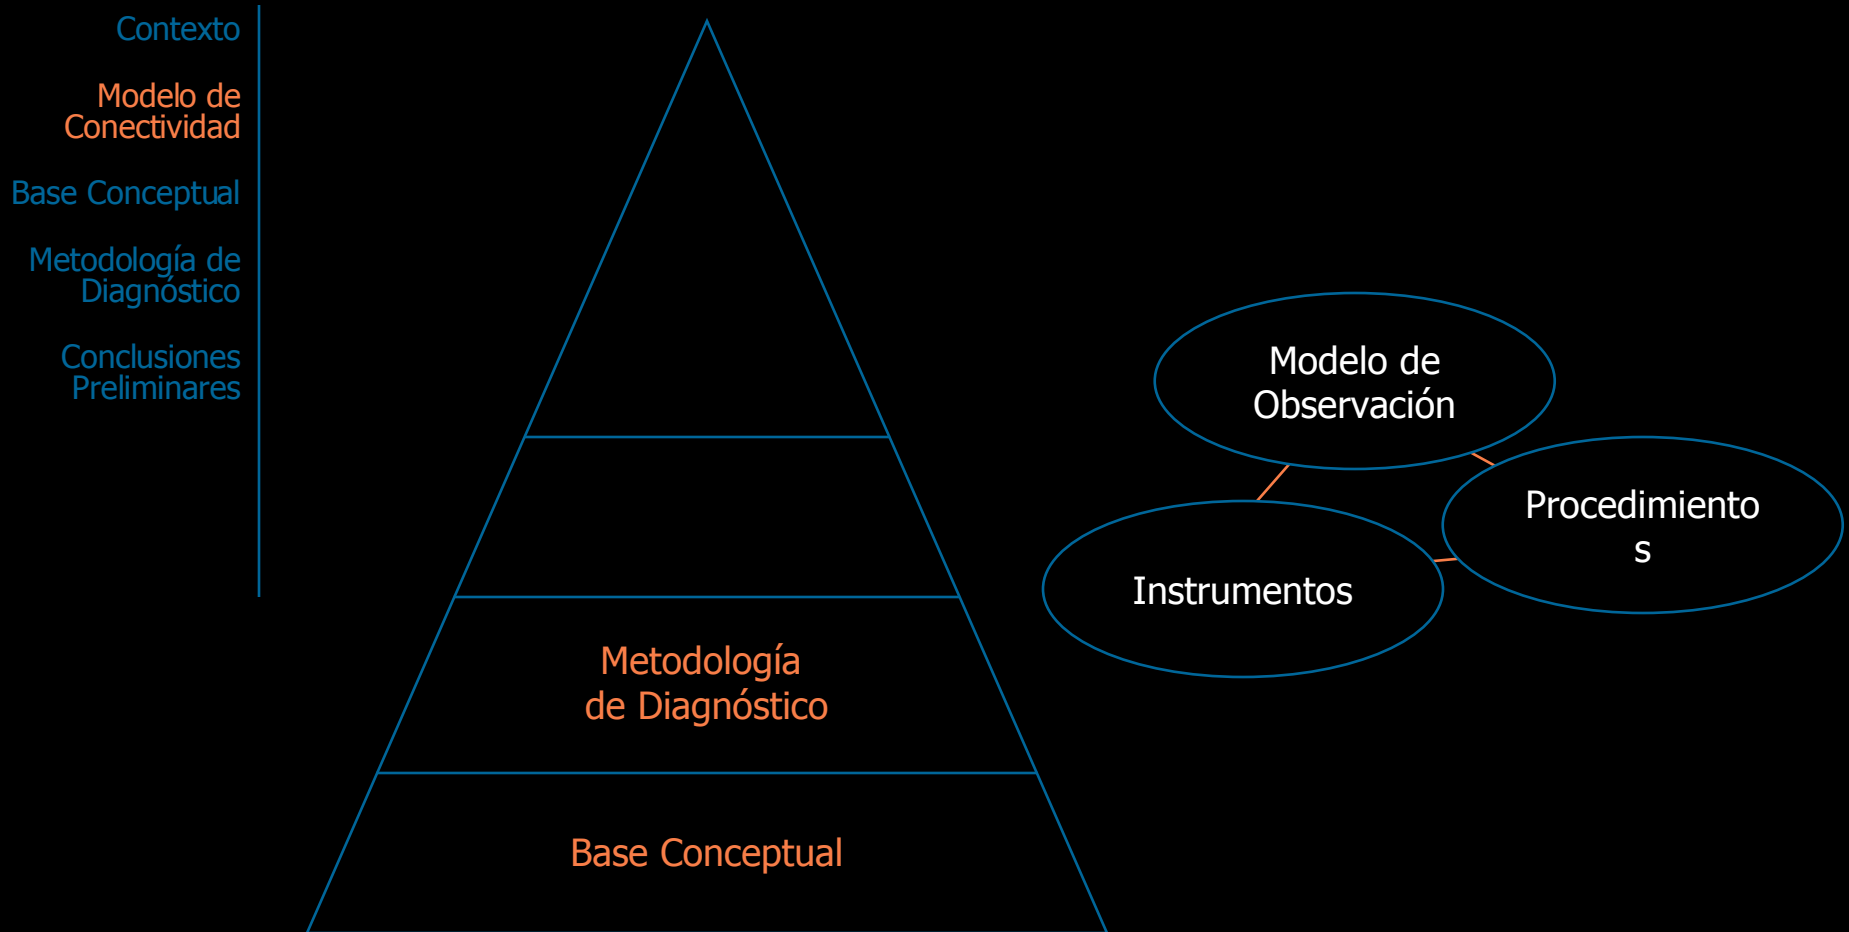 Contexto
Modelo de
Conectividad
Base Conceptual
Metodología de
Diagnóstico
Conclusiones
Preliminares
Modelo de
Observación
Procedimiento
s
Instrumentos
Metodología
de Diagnóstico
Base Conceptual